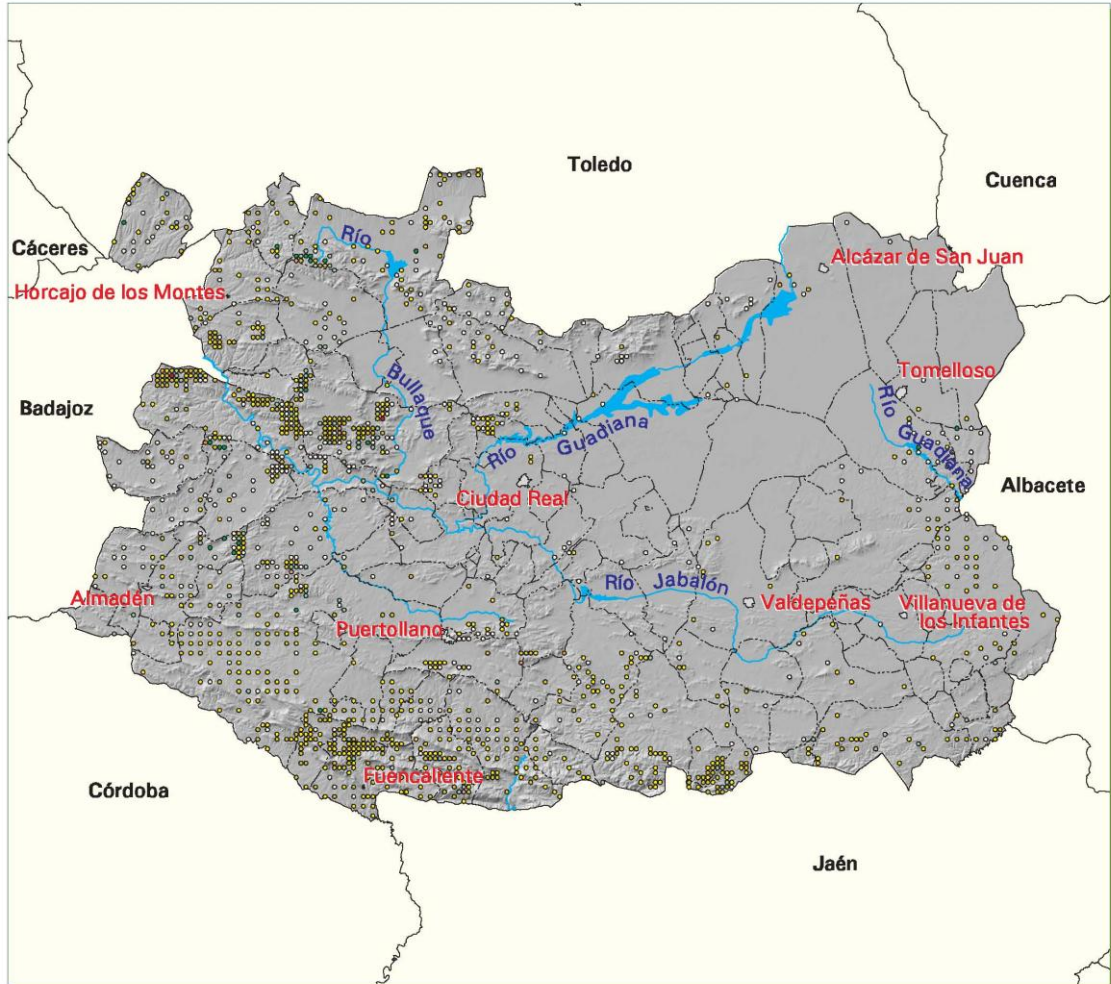 Toledo
Cuenca
Río
Cáceres
Alcázar de San Juan
Horcajo de los Montes
Tomelloso
Bullaque
Badajoz
Río
Guadiana
Río
Guadiana
Albacete
Ciudad Real
Río Jabalón
Almadén
Valdepeñas
Villanueva de
los Infantes
Puertollano
Fuencaliente
Córdoba
Jaén